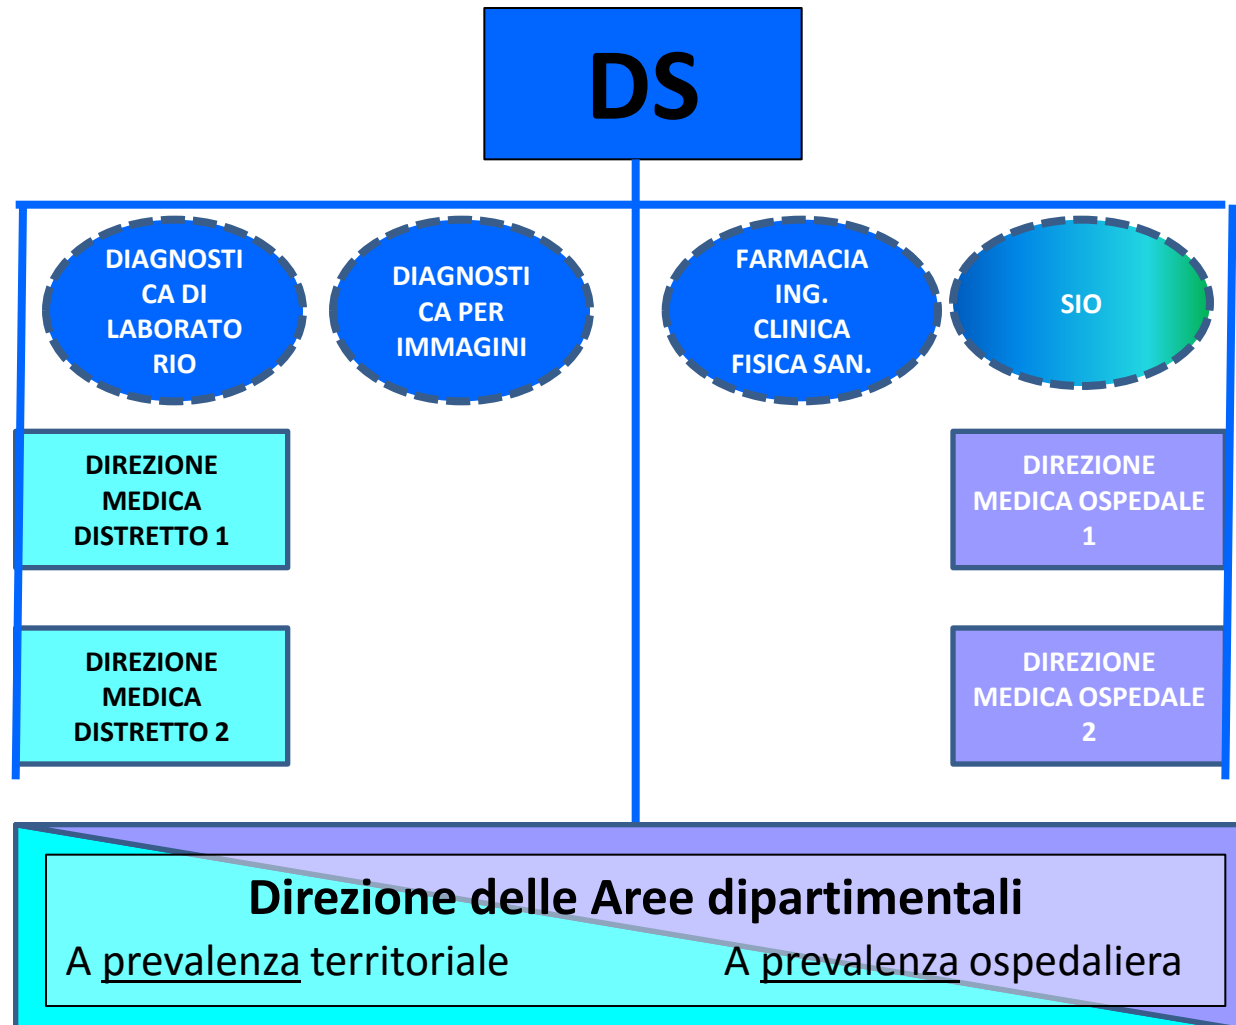 DS
DIAGNOSTI
CA DI
LABORATO
RIO
DIAGNOSTI
CA PER
IMMAGINI
FARMACIA
ING.
CLINICA
FISICA SAN.
SIO
DIREZIONE
MEDICA
DISTRETTO 1
DIREZIONE
MEDICA OSPEDALE
1
DIREZIONE
MEDICA
DISTRETTO 2
DIREZIONE
MEDICA OSPEDALE
2
Direzione delle Aree dipartimentali
A prevalenza territoriale A prevalenza ospedaliera